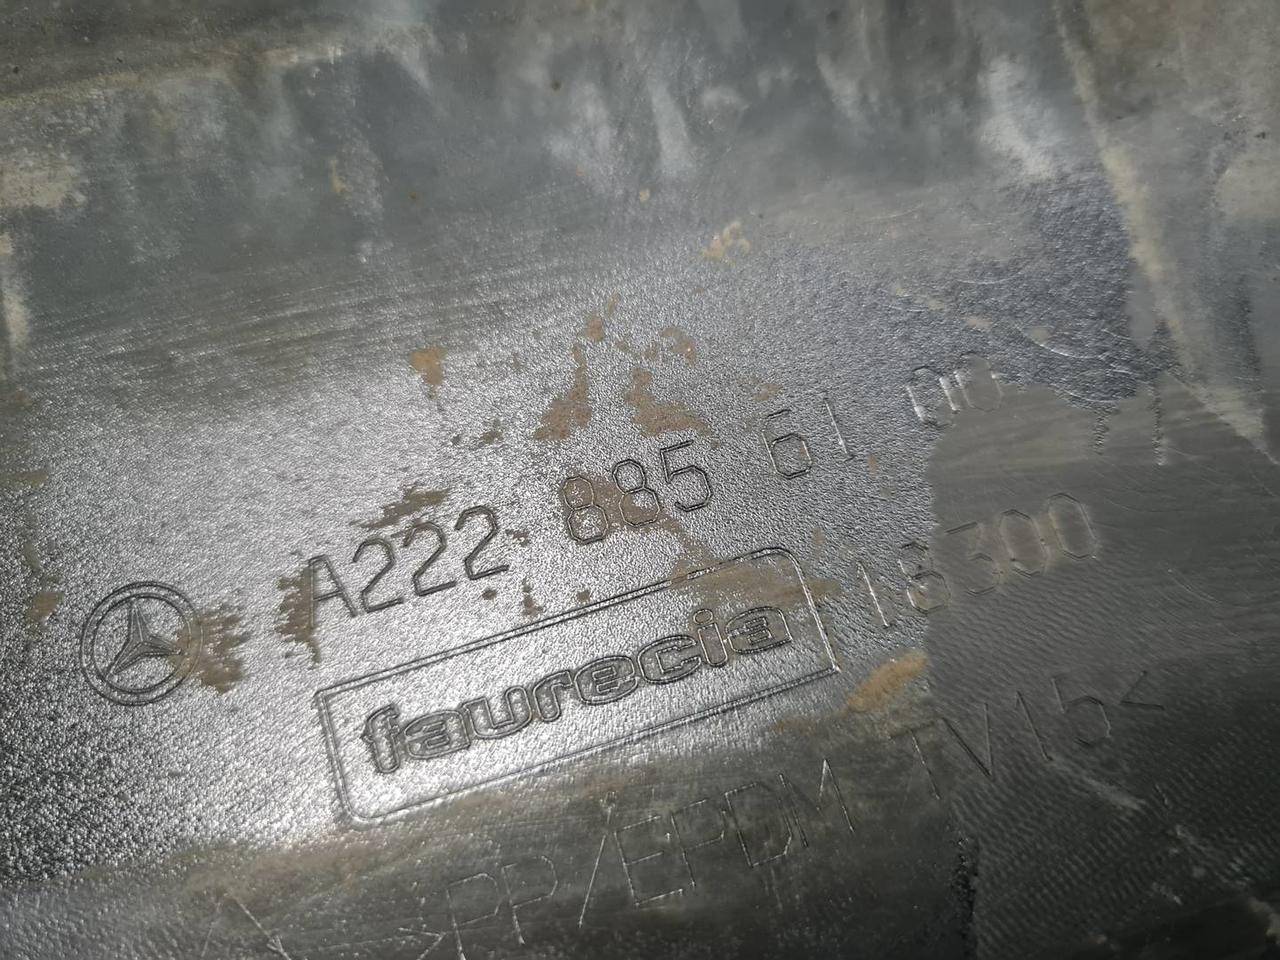 A222 885 61 00
faurecia 18300
>PP/EPDM TV15<